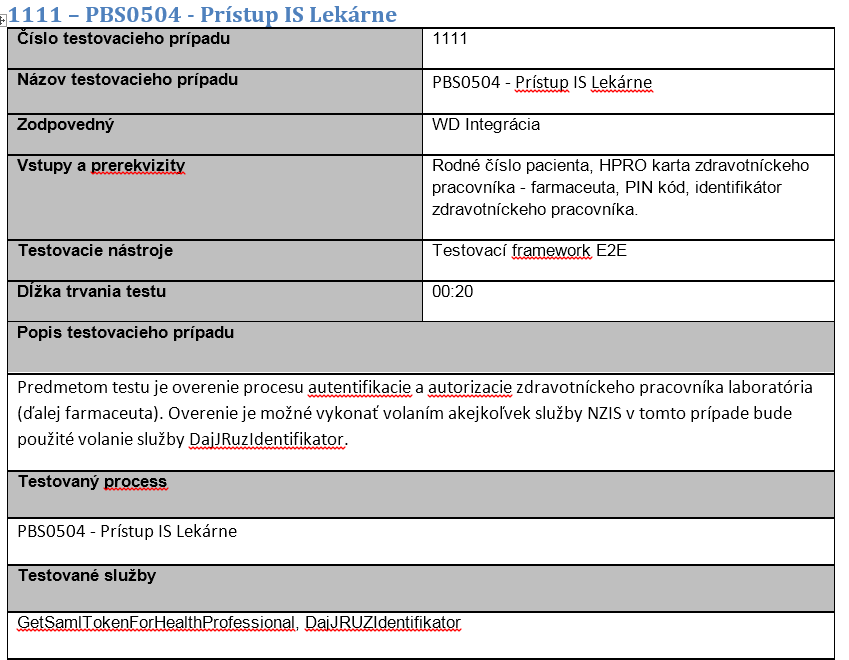 1111 – PBS0504 - Prístup IS Lekárne
Číslo testovacieho prípadu 1111
Názov testovacieho prípadu PBS0504 - Prístup IS Lekárne
Zodpovedný WD Integrácia
Vstupy a prerekvizity Rodné číslo pacienta, HPRO karta zdravotníckeho
pracovníka - farmaceuta, PIN kód, identifikátor
zdravotníckeho pracovníka.
Testovacie nástroje Testovací framework E2E
Dĺžka trvania testu 00:20
Popis testovacieho prípadu
Predmetom testu je overenie procesu autentifikacie a autorizacie zdravotníckeho pracovníka laboratória
(ďalej farmaceuta). Overenie je možné vykonať volaním akejkoľvek služby NZIS v tomto prípade bude
použité volanie služby DajJRuzIdentifikator.
Testovaný process
PBS0504 - Prístup IS Lekárne
Testované služby
GetSamlTokenForHealthProfessional, DajJRUZIdentifikator